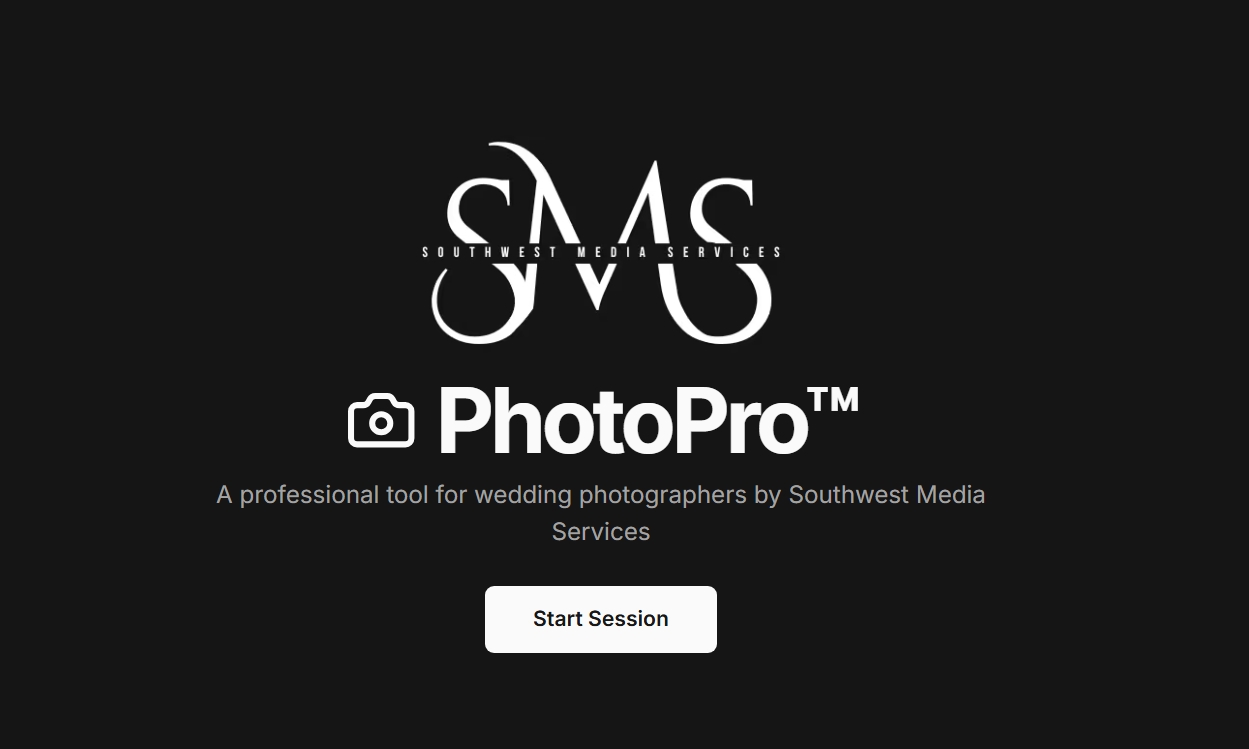 SMS
SOUTHWEST MEDIA SERVICES
PhotoPro™
A professional tool for wedding photographers by Southwest Media
Services
Start Session